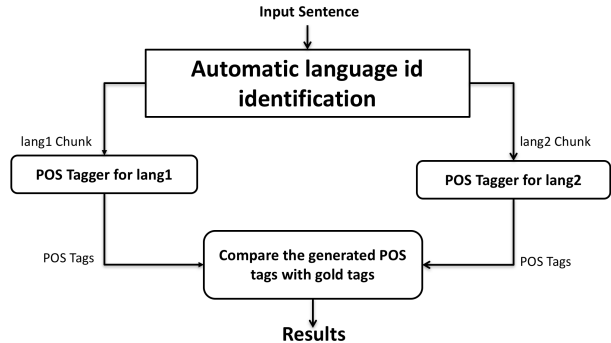 Input Sentence
Automatic language id
identification
lang1 Chunk
lang2 Chunk
POS Tagger for lang1
POS Tagger for lang2
POS Tags
Compare the generated POS
tags with gold tags
POS Tags
Results